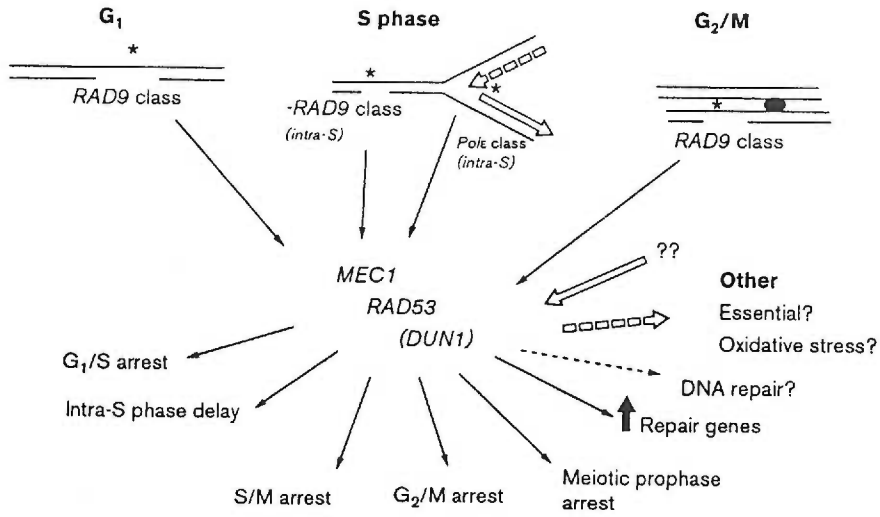 G1
S phase
G2/M
*
*
*
*
RAD9 class
-RAD9 class
(intra-S)
Polε class
(intra-S)
RAD9 class
??
MEC1
RAD53
(DUN1)
Other
Essential?
Oxidative stress?
DNA repair?
Repair genes
G1/S arrest
Intra-S phase delay
S/M arrest
G2/M arrest
Meiotic prophase
arrest